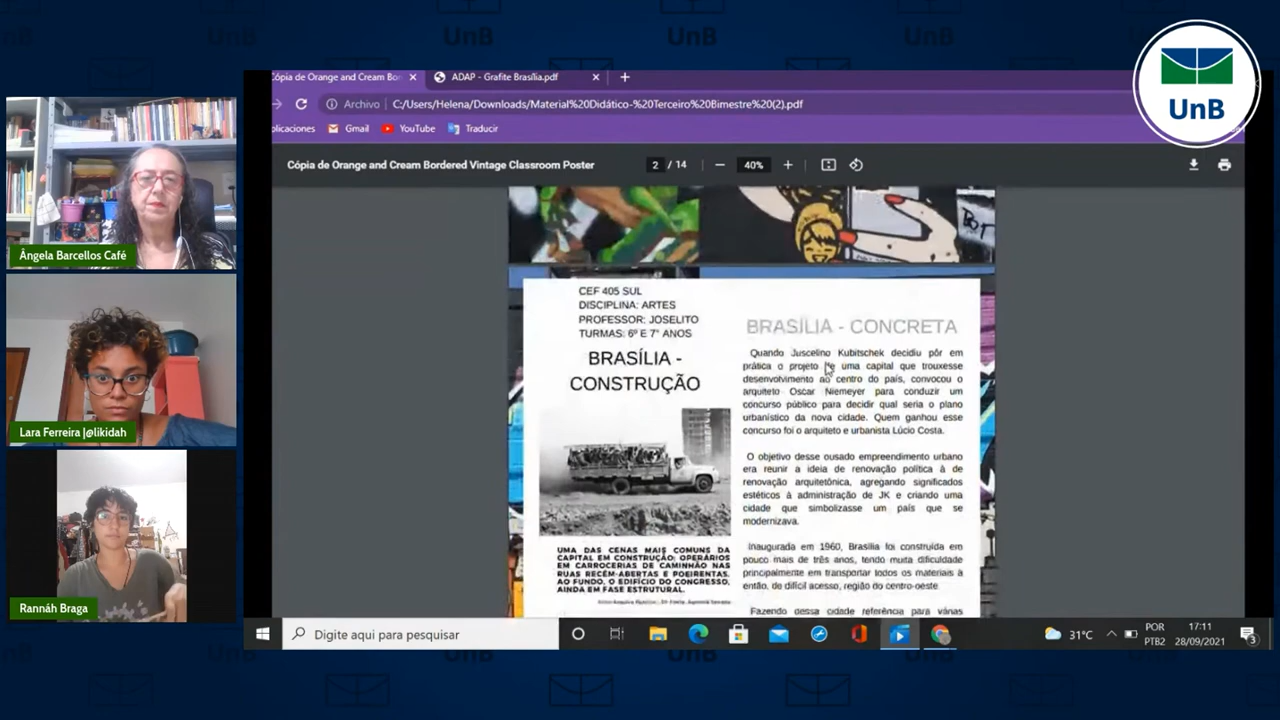 UnB
Cópia de Orange and Cream Bor
ADAP - Grafite Brasília.pdf
Archivo
C:/Users/Helena/Downloads/Material%20Didático-%20Terceiro%20Bimestre%20(2).pdf
plicaciones
Gmail
YouTube
Traducir
Cópia de Orange and Cream Bordered Vintage Classroom Poster
2 / 14
40%
Ângela Barcellos Café
Lara Ferreira |@likidah
Rannáh Braga
BOT
CEF 405 SUL
DISCIPLINA: ARTES
PROFESSOR: JOSELITO
TURMAS: 6º E 7° ANOS
BRASÍLIA -
CONSTRUÇÃO
UMA DAS CENAS MAIS COMUNS DA
CAPITAL EM CONSTRUÇÃO: OPERÁRIOS
EM CARROCERIAS DE CAMINHÃO NAS
RUAS RECÉM-ABERTAS E POEIRENTAS.
AO FUNDO, O EDIFÍCIO DO CONGRESSO,
AINDA EM FASE ESTRUTURAL.
BRASÍLIA - CONCRETA
Quando Juscelino Kubitschek decidiu pôr em
prática o projeto de uma capital que trouxesse
desenvolvimento ao centro do país, convocou o
arquiteto Oscar Niemeyer para conduzir um
concurso público para decidir qual seria o plano
urbanístico da nova cidade. Quem ganhou esse
concurso foi o arquiteto e urbanista Lúcio Costa.
O objetivo desse ousado empreendimento urbano
era reunir a ideia de renovação política à de
renovação arquitetônica, agregando significados
estéticos à administração de JK e criando uma
cidade que simbolizasse um país que se
modernizava.
Inaugurada em 1960, Brasília foi construída em
pouco mais de três anos, tendo muita dificuldade
principalmente em transportar todos os materiais à
então, de difícil acesso, região do centro-oeste.
Fazendo dessa cidade referência para várias
Digite aqui para pesquisar
31°C
POR
PTB2
17:11
28/09/2021
3